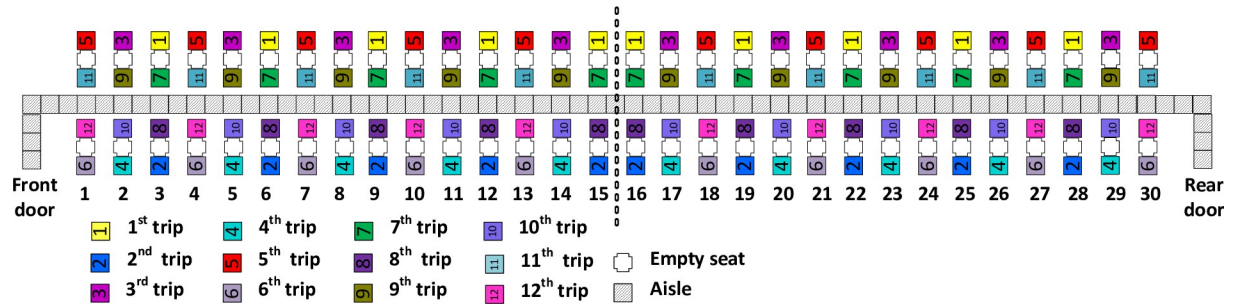 5 3 1 5 3 1 5 3 1 5 3 1 5 3 1 1 3 5 1 3 5 1 3 5 1 3 5 1 3 5
11 9 7 11 9 7 11 9 7 11 9 7 11 9 7 7 9 11 7 9 11 7 9 11 7 9 11 7 9 11
12 10 8 12 10 8 12 10 8 12 10 8 12 10 8 8 10 12 8 10 12 8 10 12 8 10 12 8 10 12
6 4 2 6 4 2 6 4 2 6 4 2 6 4 2 2 4 6 2 4 6 2 4 6 2 4 6 2 4 6
Front
door
1 2 3 4 5 6 7 8 9 10 11 12 13 14 15 16 17 18 19 20 21 22 23 24 25 26 27 28 29 30
Rear
door
1 1st trip 4 4th trip 7 7th trip 10 10th trip
2 2nd trip 5 5th trip 8 8th trip 11 11th trip Empty seat
3 3rd trip 6 6th trip 9 9th trip 12 12th trip Aisle